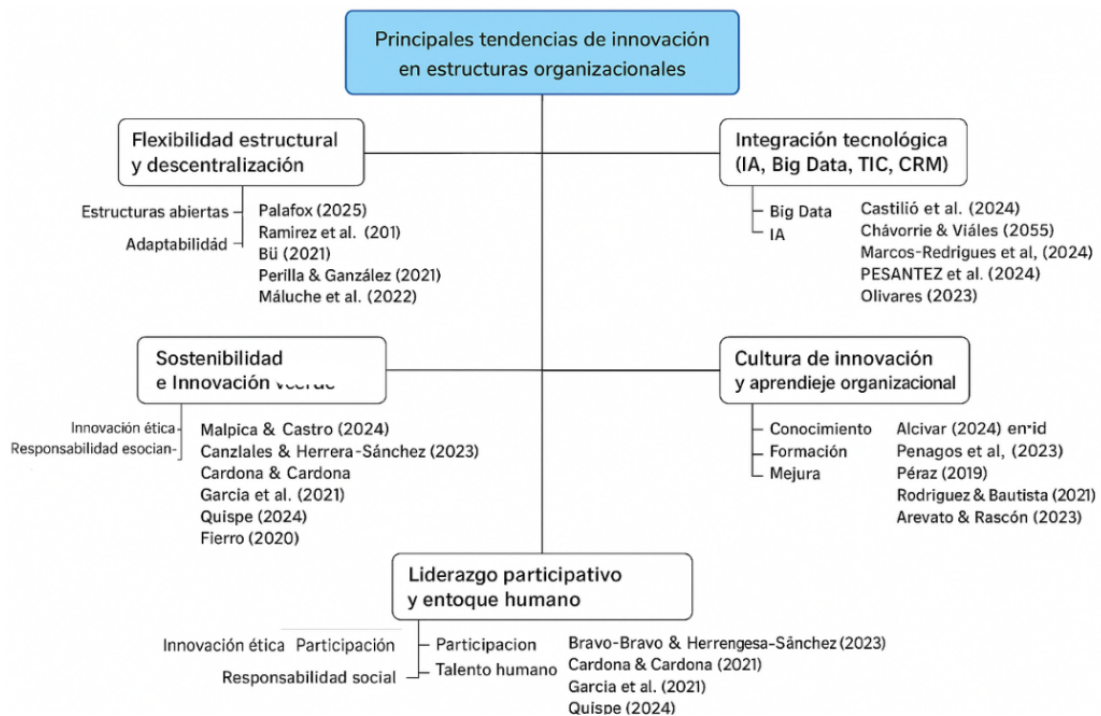 Principales tendencias de innovación
en estructuras organizacionales
Flexibilidad estructural
y descentralización
Estructuras abiertas
Adaptabilidád
Palafox (2025)
Ramirez et al. (201)
Bü (2021)
Perilla & Ganzález (2021)
Máluche et al. (2022)
Integración tecnológica
(IA, Big Data, TIC, CRM)
Big Data
IA
Castilió et al. (2024)
Chávorrie & Viáles (2055)
Marcos-Redrigues et al, (2024)
PESANTEZ et al. (2024)
Olivares (2023)
Sostenibilidad
e Innovación
Innovación ética
Responsabilidad esocian
Malpica & Castro (2024)
Canzlales & Herrera-Sánchez (2023)
Cardona & Cardona
Garcia et al. (2021)
Quispe (2024)
Fierro (2020)
Cultura de innovación
y aprendieje organizacional
Conocimiento
Formación
Mejura
Alcivar (2024) en·id
Penagos et al, (2023)
Péraz (2019)
Rodriguez & Bautista (2021)
Arevato & Rascón (2023)
Liderazgo participativo
y entoque humano
Innovación ética Participación
Responsabilidad social
Participacion
Talento humano
Bravo-Bravo & Herrengesa-Sánchez (2023)
Cardona & Cardona (2021)
Garcia et al. (2021)
Quispe (2024)